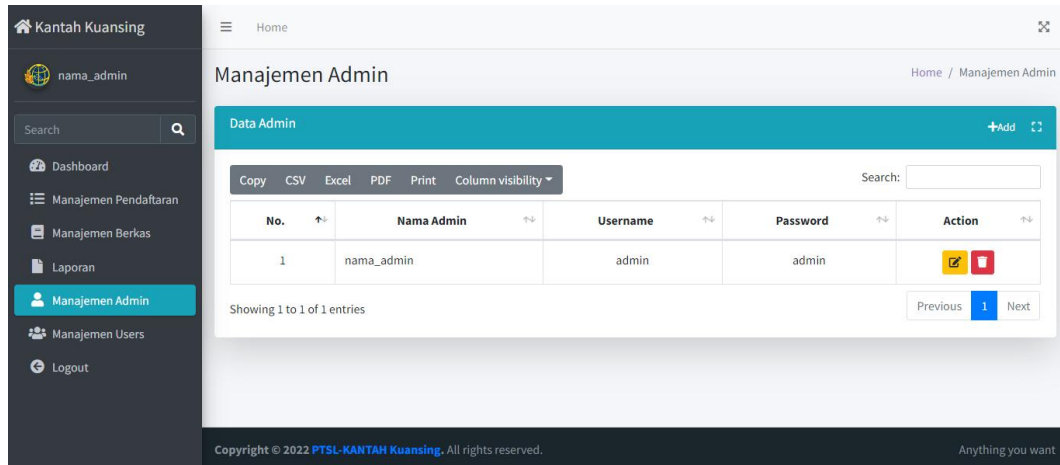 Kantah Kuansing
Home
nama_admin
Manajemen Admin
Home / Manajemen Admin
Search
Data Admin
+Add
Dashboard
Manajemen Pendaftaran
Manajemen Berkas
Laporan
Manajemen Admin
Manajemen Users
Logout
Copy CSV Excel PDF Print Column visibility
Search:
No. Nama Admin Username Password Action
1 nama_admin admin admin
Showing 1 to 1 of 1 entries
Previous 1 Next
Copyright © 2022 PTSL-KANTAH Kuansing. All rights reserved.
Anything you want